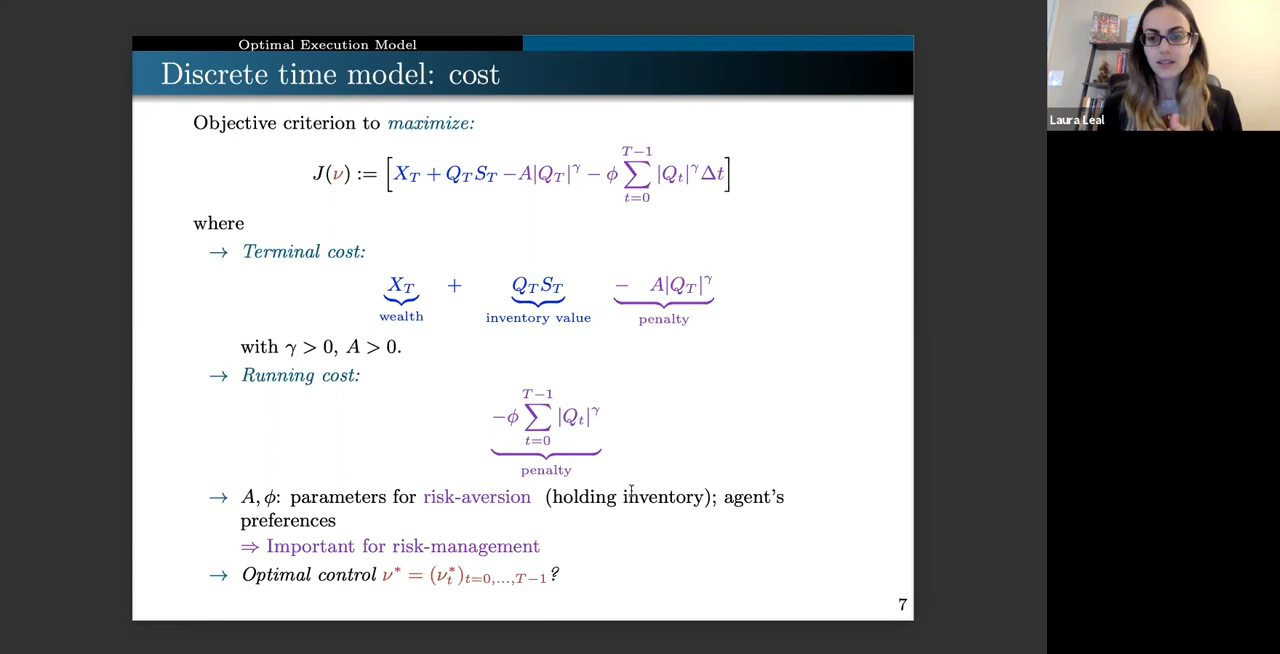 Optimal Execution Model
Discrete time model: cost
Objective criterion to maximize:
J(ν) := [X_T + Q_T S_T − A|Q_T|^γ − ϕ ∑_{t=0}^{T−1} |Q_t|^γ Δt]
where
→ Terminal cost:
X_T + Q_T S_T − A|Q_T|^γ
wealth inventory value penalty
with γ > 0, A > 0.
→ Running cost:
−ϕ ∑_{t=0}^{T−1} |Q_t|^γ
penalty
→ A, ϕ: parameters for risk-aversion (holding inventory); agent's
preferences
⇒ Important for risk-management
→ Optimal control ν* = (ν*_t)_{t=0,...,T−1}?
7
Laura Leal